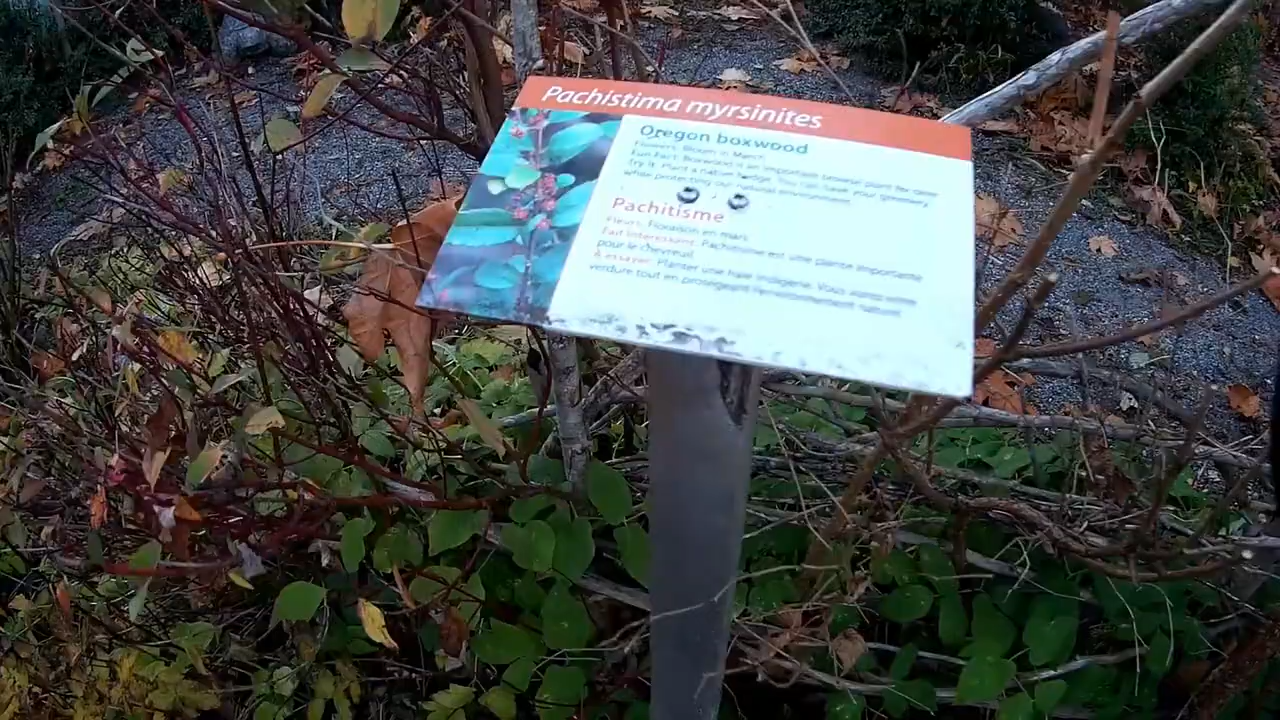 Pachistima myrsinites
Oregon boxwood
Flowers: Bloom in March.
Fun Fact: Boxwood is an important browse plant for deer.
Try it: Plant a native hedge. You can save your greenery
while protecting our natural environment.
Pachitisme
Fleurs: Floraison en mars.
Fait intéressant: Pachitisme est une plante importante
pour le chevreuil.
À essayer: Planter une haie indigène. Vous aurez votre
verdure tout en protégeant l'environnement naturel.